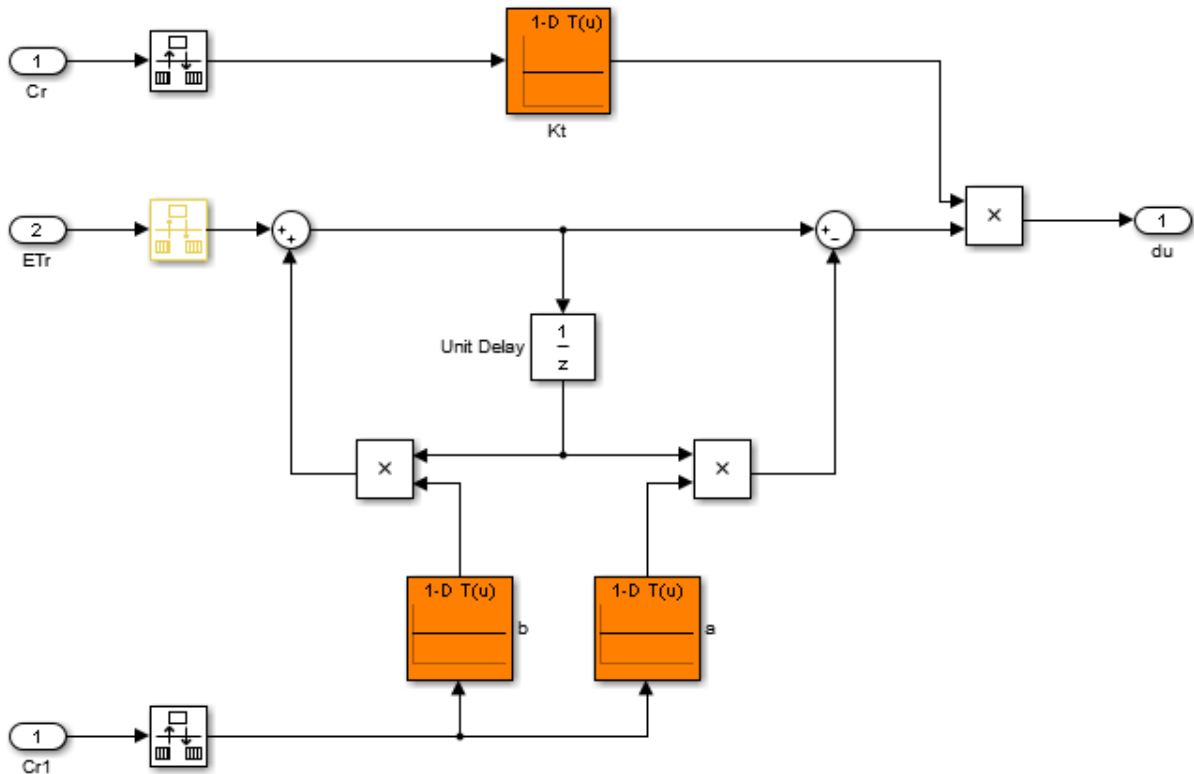 1-D T(u)
1
Cr
Kt
2
ETr
+
+
+
−
×
1
du
Unit Delay
1
z
×
×
1-D T(u)
b
1-D T(u)
a
1
Cr1